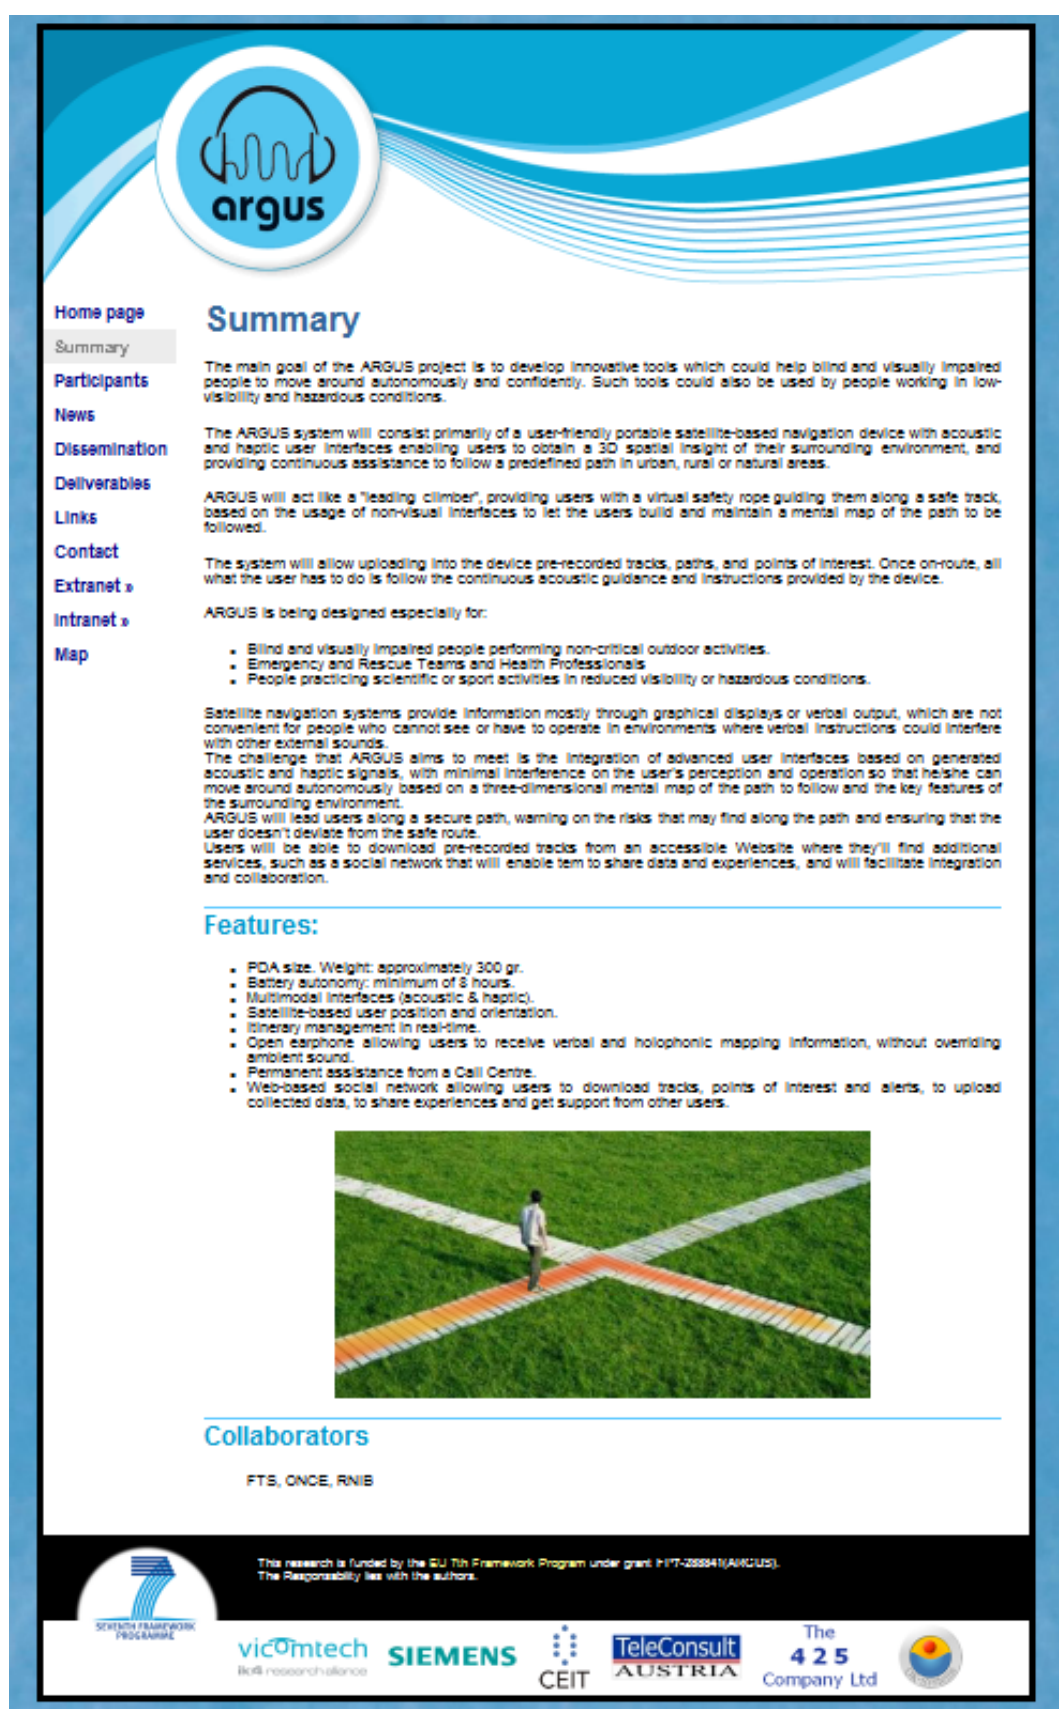 argus
Home page
Summary
Participants
News
Dissemination
Deliverables
Links
Contact
Extranet »
Intranet »
Map
Summary
The main goal of the ARGUS project is to develop innovative tools which could help blind and visually impaired
people to move around autonomously and confidently. Such tools could also be used by people working in low-
visibility and hazardous conditions.
The ARGUS system will consist primarily of a user-friendly portable satellite-based navigation device with acoustic
and haptic user interfaces enabling users to obtain a 3D spatial insight of their surrounding environment, and
providing continuous assistance to follow a predefined path in urban, rural or natural areas.
ARGUS will act like a "leading climber", providing users with a virtual safety rope guiding them along a safe track,
based on the usage of non-visual interfaces to let the users build and maintain a mental map of the path to be
followed.
The system will allow uploading into the device pre-recorded tracks, paths, and points of interest. Once on-route, all
what the user has to do is follow the continuous acoustic guidance and instructions provided by the device.
ARGUS is being designed especially for:
Blind and visually impaired people performing non-critical outdoor activities.
Emergency and Rescue Teams and Health Professionals
People practicing scientific or sport activities in reduced visibility or hazardous conditions.
Satellite navigation systems provide information mostly through graphical displays or verbal output, which are not
convenient for people who cannot see or have to operate in environments where verbal instructions could interfere
with other external sounds.
The challenge that ARGUS aims to meet is the integration of advanced user interfaces based on generated
acoustic and haptic signals, with minimal interference on the user's perception and operation so that he/she can
move around autonomously based on a three-dimensional mental map of the path to follow and the key features of
the surrounding environment.
ARGUS will lead users along a secure path, warning on the risks that may find along the path and ensuring that the
user doesn't deviate from the safe route.
Users will be able to download pre-recorded tracks from an accessible Website where they'll find additional
services, such as a social network that will enable tem to share data and experiences, and will facilitate integration
and collaboration.
Features:
PDA size. Weight: approximately 300 gr.
Battery autonomy: minimum of 8 hours.
Multimodal interfaces (acoustic & haptic).
Satellite-based user position and orientation.
Itinerary management in real-time.
Open earphone allowing users to receive verbal and holophonic mapping information, without overriding
ambient sound.
Permanent assistance from a Call Centre.
Web-based social network allowing users to download tracks, points of interest and alerts, to upload
collected data, to share experiences and get support from other users.
Collaborators
FTS, ONCE, RNIB
This research is funded by the EU 7th Framework Program under grant FP7-288841(ARGUS).
The Responsability lies with the authors.
SEVENTH FRAMEWORK
PROGRAMME
vicomtech
ik4 research alliance
SIEMENS
CEIT
TeleConsult
AUSTRIA
The
4 2 5
Company Ltd